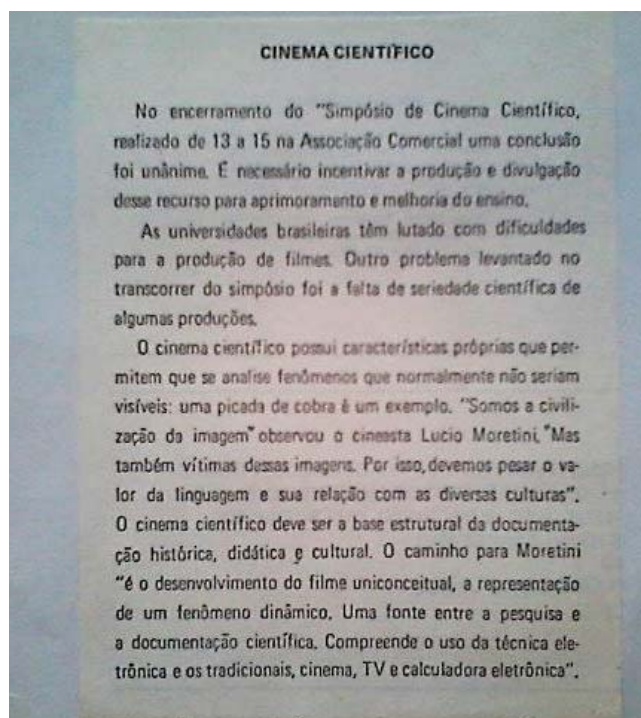 CINEMA CIENTÍFICO
No encerramento do "Simpósio de Cinema Científico,
realizado de 13 a 15 na Associação Comercial uma conclusão
foi unânime. É necessário incentivar a produção e divulgação
desse recurso para aprimoramento e melhoria do ensino.
As universidades brasileiras têm lutado com dificuldades
para a produção de filmes. Outro problema levantado no
transcorrer do simpósio foi a falta de seriedade científica de
algumas produções.
O cinema científico possui características próprias que per-
mitem que se analise fenômenos que normalmente não seriam
visíveis: uma picada de cobra é um exemplo. "Somos a civili-
zação da imagem" observou o cineasta Lucio Moretini. "Mas
também vítimas dessas imagens. Por isso, devemos pesar o va-
lor da linguagem e sua relação com as diversas culturas".
O cinema científico deve ser a base estrutural da documenta-
ção histórica, didática e cultural. O caminho para Moretini
"é o desenvolvimento do filme uniconceitual, a representação
de um fenômeno dinâmico. Uma fonte entre a pesquisa e
a documentação científica. Compreende o uso da técnica ele-
trônica e os tradicionais, cinema, TV e calculadora eletrônica".